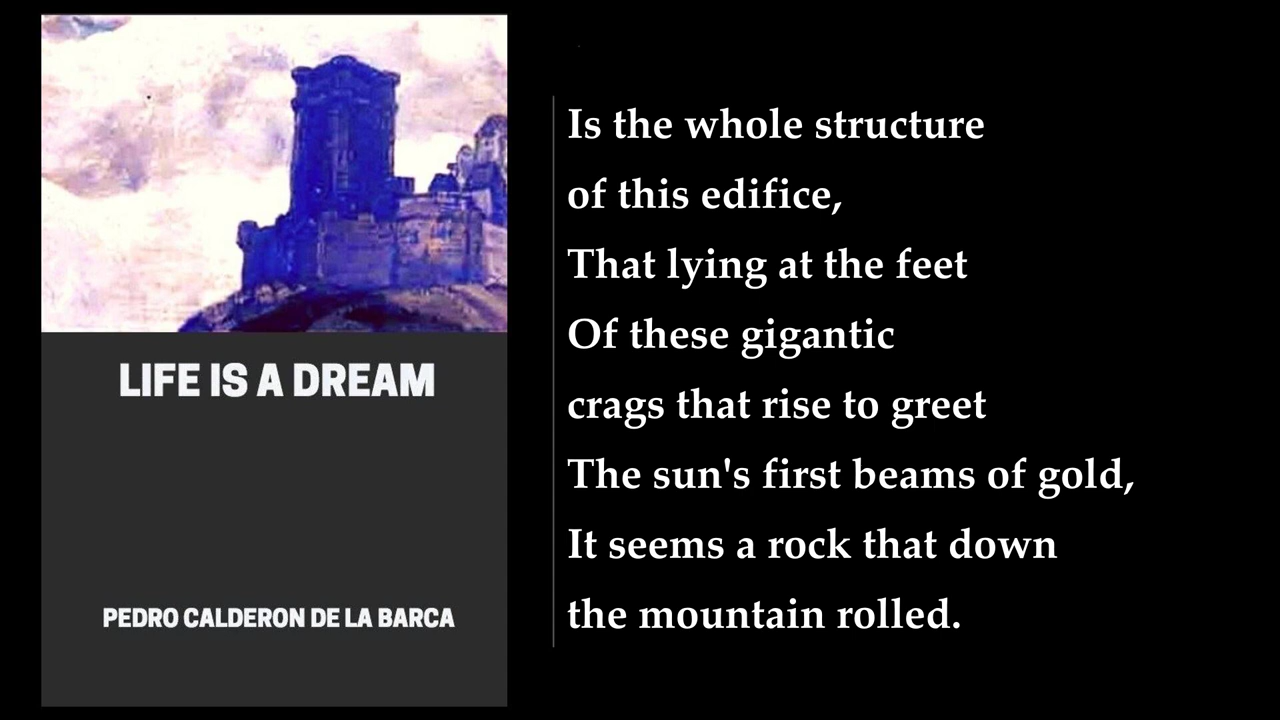 LIFE IS A DREAM
PEDRO CALDERON DE LA BARCA
Is the whole structure
of this edifice,
That lying at the feet
Of these gigantic
crags that rise to greet
The sun's first beams of gold,
It seems a rock that down
the mountain rolled.